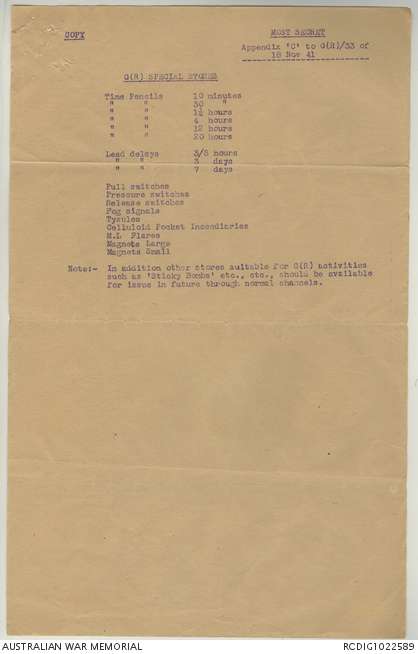 COPY
MOST SECRET
Appendix 'C' to G(R)/33 of
18 Nov 41
G(R) SPECIAL STORES
Time Pencils 10 minutes
" " 30 "
" " 1½ hours
" " 4 hours
" " 12 hours
" " 20 hours
Lead delays 3/8 hours
" " 3 days
" " 7 days
Pull switches
Pressure switches
Release switches
Fog signals
Tysules
Celluloid Pocket Incendiaries
M.L Flares
Magnets Large
Magnets Small
Note:- In addition other stores suitable for G(R) activities
such as 'Sticky Bombs' etc., etc., should be available
for issue in future through normal channels.
AUSTRALIAN WAR MEMORIAL
RCDIG1022589